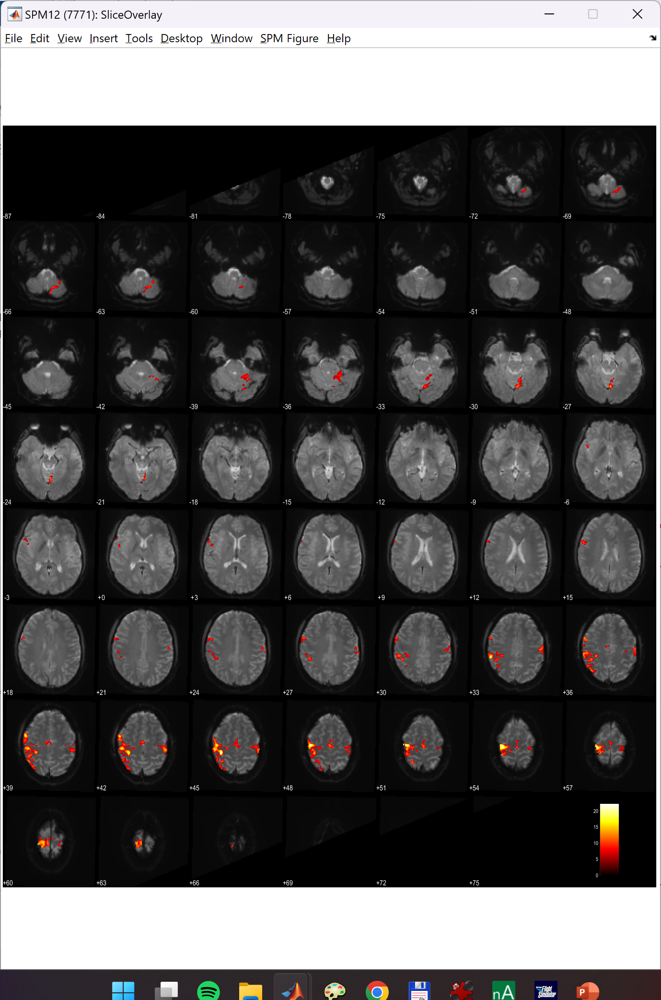 SPM12 (7771): SliceOverlay
File Edit View Insert Tools Desktop Window SPM Figure Help
-87 -84 -81 -78 -75 -72 -69
-66 -63 -60 -57 -54 -51 -48
-45 -42 -39 -36 -33 -30 -27
-24 -21 -18 -15 -12 -9 -6
-3 +0 +3 +6 +9 +12 +15
+18 +21 +24 +27 +30 +33 +36
+39 +42 +45 +48 +51 +54 +57
20
15
10
5
0
+60 +63 +66 +69 +72 +75
64
nA
Flight
Simulator
P